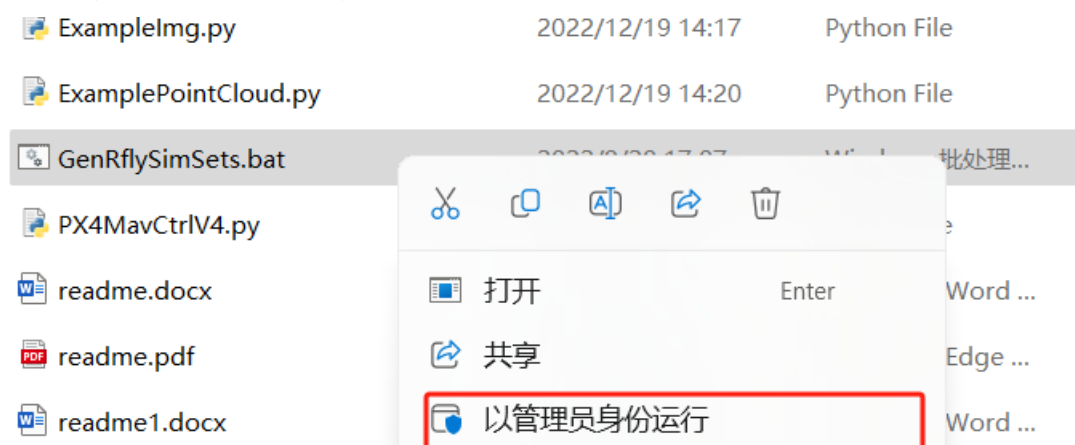 ExampleImg.py 2022/12/19 14:17 Python File
ExamplePointCloud.py 2022/12/19 14:20 Python File
GenRflySimSets.bat 批处理...
PX4MavCtrlV4.py
readme.docx Word ...
打开 Enter
readme.pdf Edge ...
共享
readme1.docx Word ...
以管理员身份运行